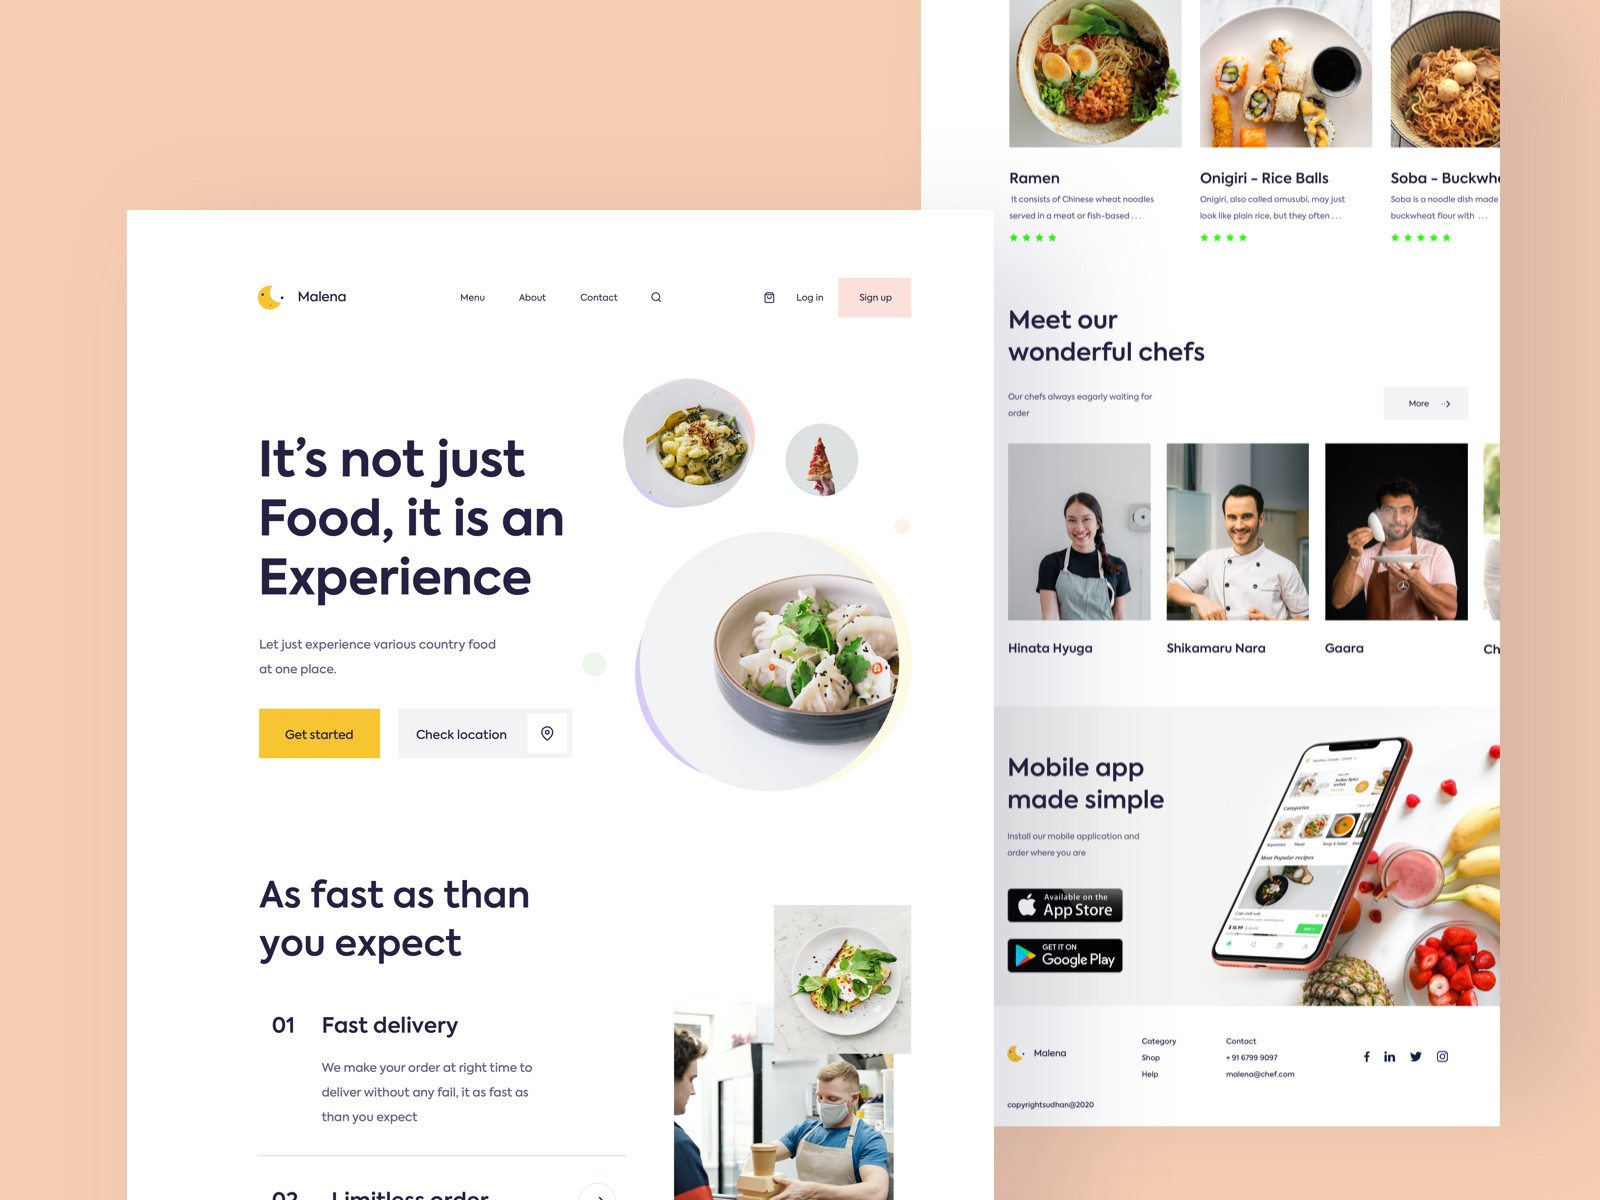 Malena
Menu
About
Contact
Log in
Sign up
It's not just
Food, it is an
Experience
Let just experience various country food
at one place.
Get started
Check location
As fast as than
you expect
01
Fast delivery
We make your order at right time to
deliver without any fail, it as fast as
than you expect
02
Limitless order
Ramen
It consists of Chinese wheat noodles
served in a meat or fish-based . . .
Onigiri - Rice Balls
Onigiri, also called omusubi, may just
look like plain rice, but they often . . .
Soba - Buckwhe
Soba is a noodle dish made
buckwheat flour with . . .
Meet our
wonderful chefs
Our chefs always eagarly waiting for
order
More
Hinata Hyuga
Shikamaru Nara
Gaara
Ch
Mobile app
made simple
Install our mobile application and
order where you are
Available on the
App Store
GET IT ON
Google Play
Categories
Appetizers
Meals
Soup & Salad
Most Popular recipes
Malena
Category
Shop
Help
Contact
+ 91 6799 9097
malena@chef.com
copyrightsudhan@2020